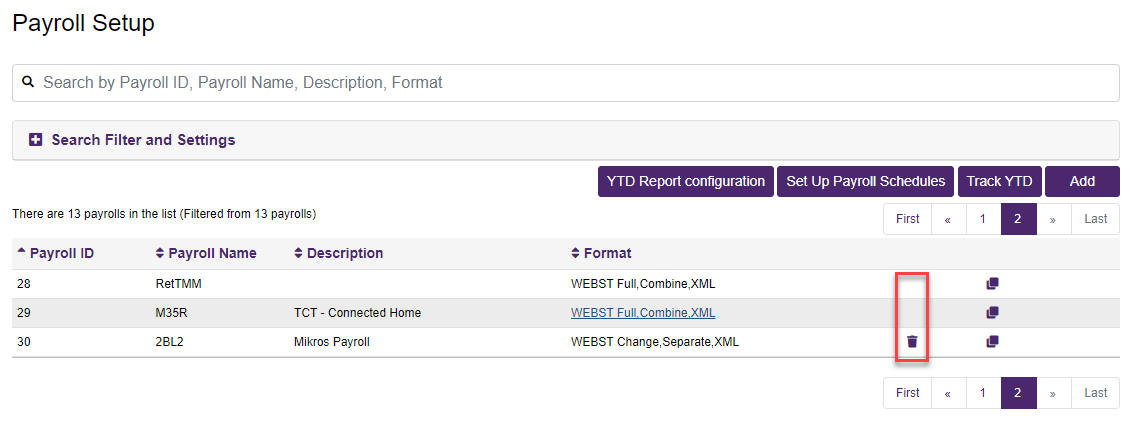 Payroll Setup
Search by Payroll ID, Payroll Name, Description, Format
Search Filter and Settings
YTD Report configuration Set Up Payroll Schedules Track YTD Add
There are 13 payrolls in the list (Filtered from 13 payrolls)
First « 1 2 » Last
Payroll ID Payroll Name Description Format
28 RetTMM WEBST Full,Combine,XML
29 M35R TCT - Connected Home WEBST Full,Combine,XML
30 2BL2 Mikros Payroll WEBST Change,Separate,XML
First « 1 2 » Last